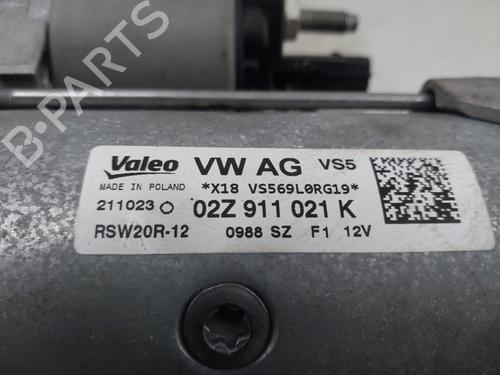 B-PARTS
Valeo VW AG VS5
MADE IN POLAND *X18 VS569L0RG19*
211023 02Z 911 021 K
RSW20R-12 0988 SZ F1 12V